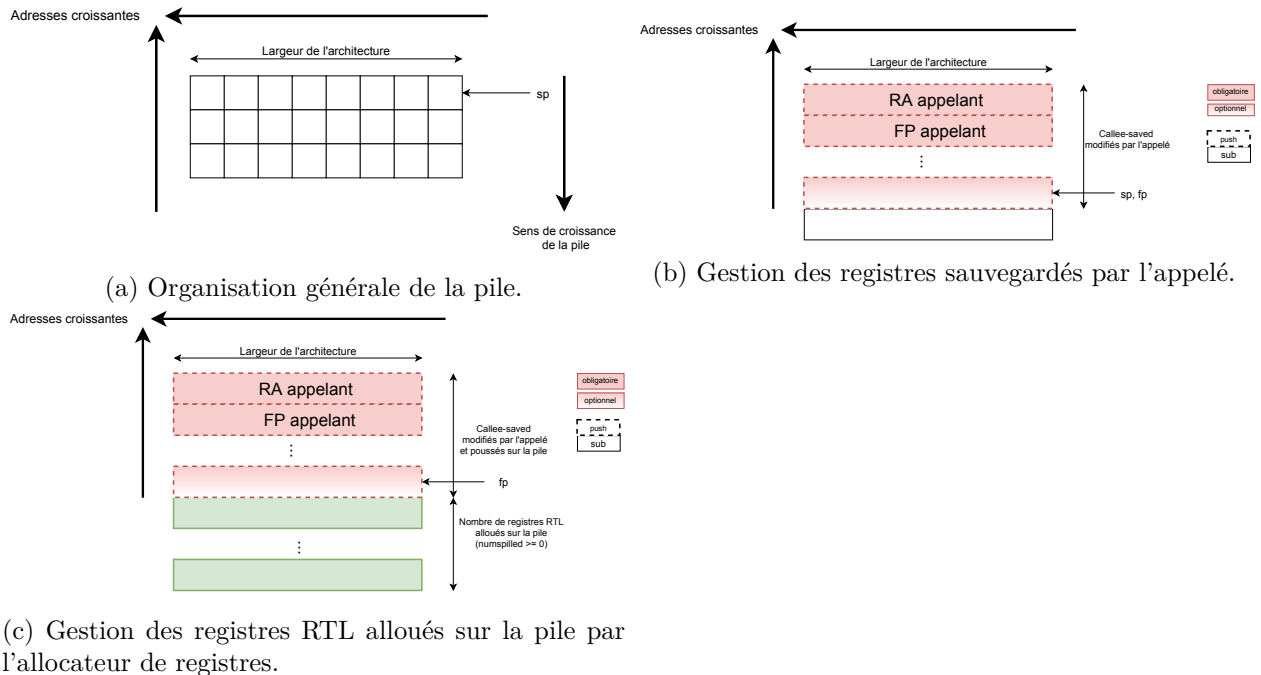 Adresses croissantes
Largeur de l'architecture
sp
Sens de croissance
de la pile
(a) Organisation générale de la pile.
Adresses croissantes
Largeur de l'architecture
RA appelant
FP appelant
Callee-saved
modifiés par l'appelé
sp, fp
obligatoire
optionnel
push
sub
(b) Gestion des registres sauvegardés par l'appelé.
Adresses croissantes
Largeur de l'architecture
RA appelant
FP appelant
Callee-saved
modifiés par l'appelé
et poussés sur la pile
fp
Nombre de registres RTL
alloués sur la pile
(numspilled >= 0)
obligatoire
optionnel
push
sub
(c) Gestion des registres RTL alloués sur la pile par
l'allocateur de registres.